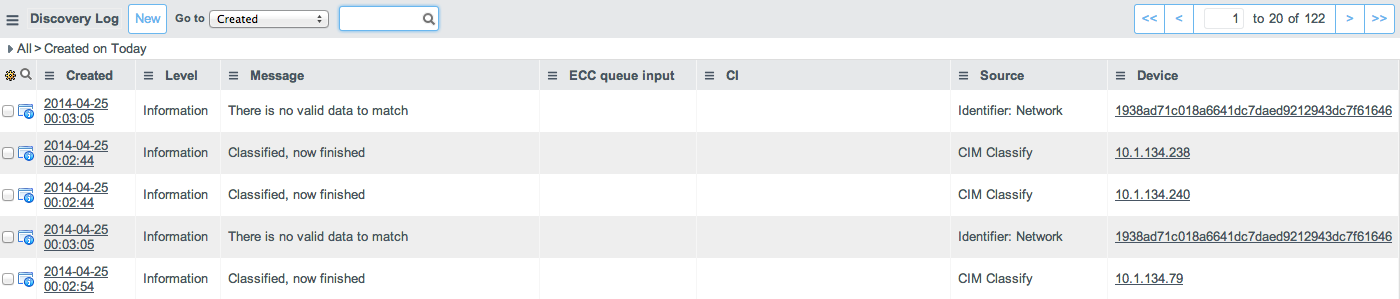 Discovery Log New Go to Created << < 1 to 20 of 122 > >>
All > Created on Today
Created Level Message ECC queue input CI Source Device
2014-04-25 00:03:05 Information There is no valid data to match Identifier: Network 1938ad71c018a6641dc7daed9212943dc7f61646
2014-04-25 00:02:44 Information Classified, now finished CIM Classify 10.1.134.238
2014-04-25 00:02:44 Information Classified, now finished CIM Classify 10.1.134.240
2014-04-25 00:03:05 Information There is no valid data to match Identifier: Network 1938ad71c018a6641dc7daed9212943dc7f61646
2014-04-25 00:02:54 Information Classified, now finished CIM Classify 10.1.134.79